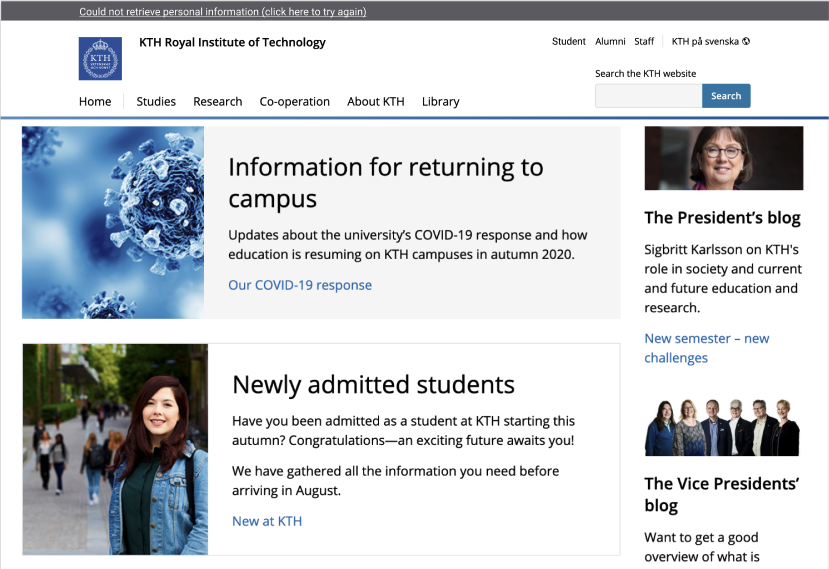 Could not retrieve personal information (click here to try again)
KTH
KTH Royal Institute of Technology
Student Alumni Staff KTH på svenska
Search the KTH website
Search
Home Studies Research Co-operation About KTH Library
Information for returning to
campus
Updates about the university's COVID-19 response and how
education is resuming on KTH campuses in autumn 2020.
Our COVID-19 response
Newly admitted students
Have you been admitted as a student at KTH starting this
autumn? Congratulations—an exciting future awaits you!
We have gathered all the information you need before
arriving in August.
New at KTH
The President's blog
Sigbritt Karlsson on KTH's
role in society and current
and future education and
research.
New semester – new
challenges
The Vice Presidents'
blog
Want to get a good
overview of what is